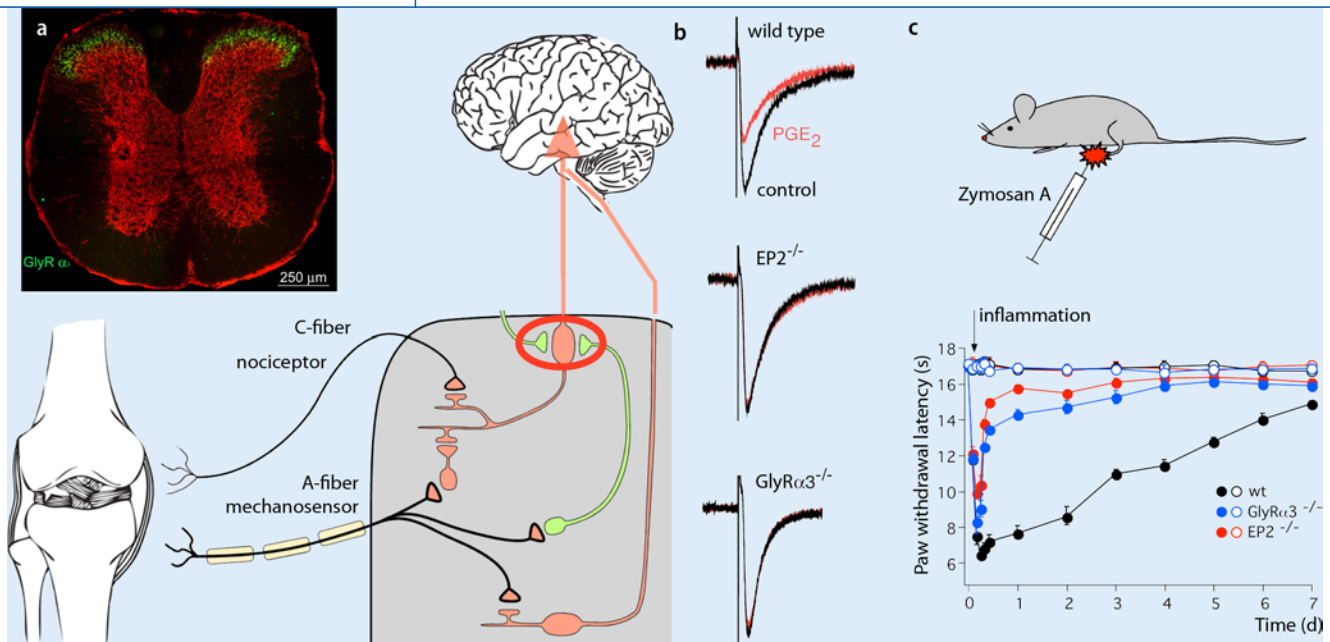 a
GlyR α₃
250 µm
C-fiber
nociceptor
A-fiber
mechanosensor
b
wild type
PGE₂
control
EP2⁻/⁻
GlyRα3⁻/⁻
c
Zymosan A
inflammation
Paw withdrawal latency (s)
18
16
14
12
10
8
6
wt
GlyRα3 ⁻/⁻
EP2 ⁻/⁻
0 1 2 3 4 5 6 7
Time (d)